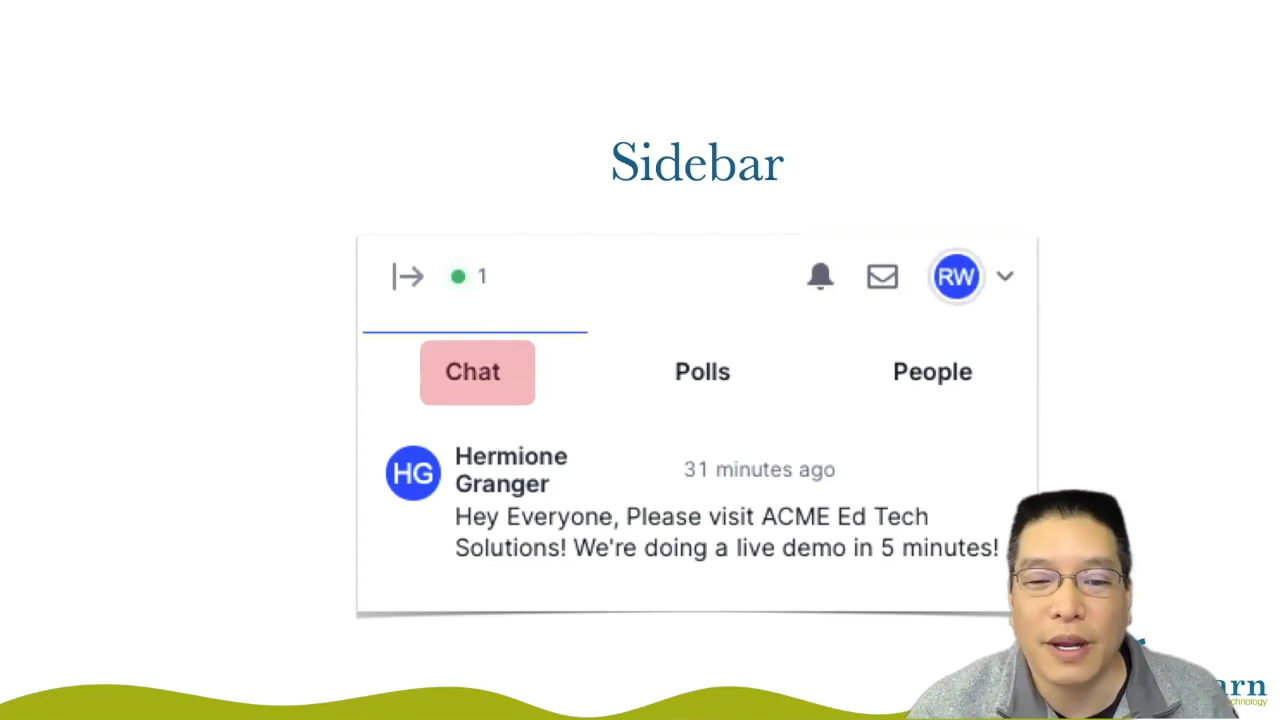 Sidebar
1
RW
Chat Polls People
HG
Hermione
Granger
31 minutes ago
Hey Everyone, Please visit ACME Ed Tech
Solutions! We're doing a live demo in 5 minutes!